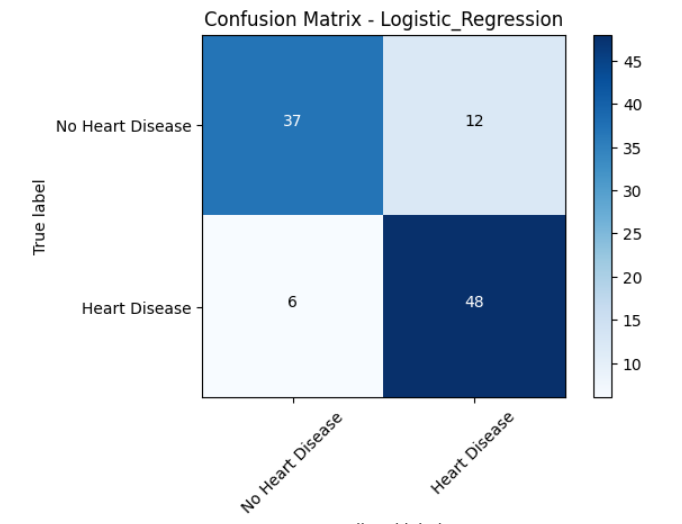 Confusion Matrix - Logistic_Regression
No Heart Disease
37
12
Heart Disease
6
48
True label
No Heart Disease
Heart Disease
45
40
35
30
25
20
15
10